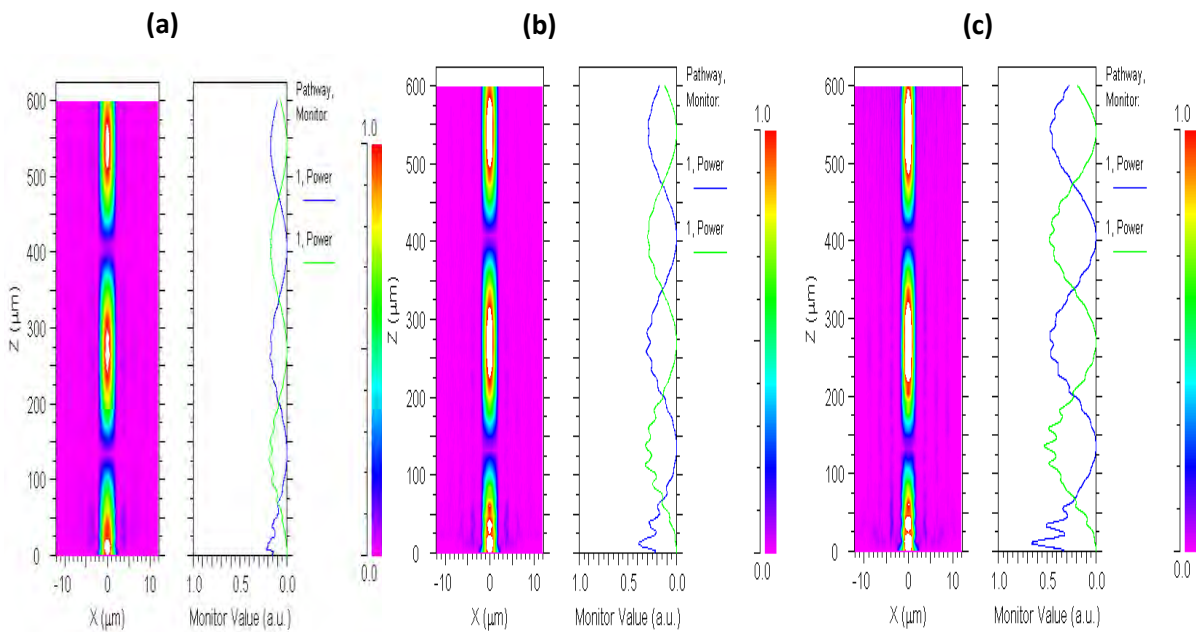 (a)
(b)
(c)
Pathway,
Monitor:
1.0
1, Power
1, Power
0.0
600
500
400
300
200
100
0
Z (μm)
-10 0 10
X (μm)
1.0 0.5 0.0
Monitor Value (a.u.)
Pathway,
Monitor:
1.0
1, Power
1, Power
0.0
600
500
400
300
200
100
0
Z (μm)
-10 0 10
X (μm)
1.0 0.5 0.0
Monitor Value (a.u.)
Pathway,
Monitor:
1.0
1, Power
1, Power
0.0
600
500
400
300
200
100
0
Z (μm)
-10 0 10
X (μm)
1.0 0.5 0.0
Monitor Value (a.u.)